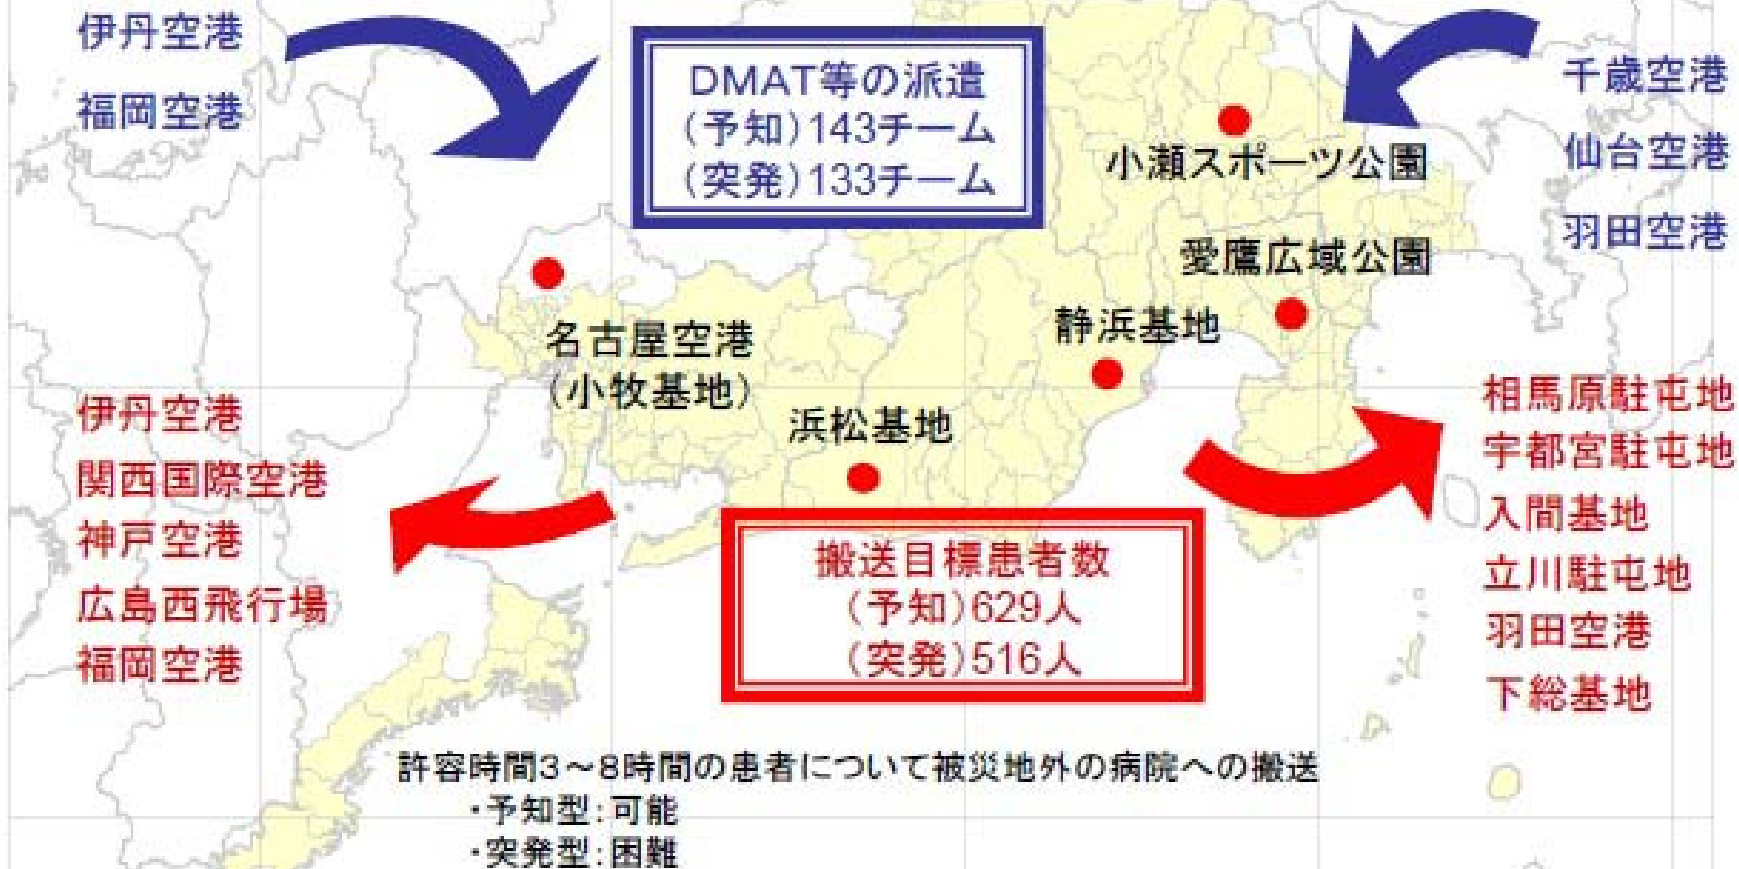 伊丹空港
福岡空港
DMAT等の派遣
(予知)143チーム
(突発)133チーム
千歳空港
仙台空港
羽田空港
小瀬スポーツ公園
愛鷹広域公園
静浜基地
名古屋空港
(小牧基地)
浜松基地
伊丹空港
関西国際空港
神戸空港
広島西飛行場
福岡空港
搬送目標患者数
(予知)629人
(突発)516人
相馬原駐屯地
宇都宮駐屯地
入間基地
立川駐屯地
羽田空港
下総基地
許容時間3～8時間の患者について被災地外の病院への搬送
・予知型:可能
・突発型:困難